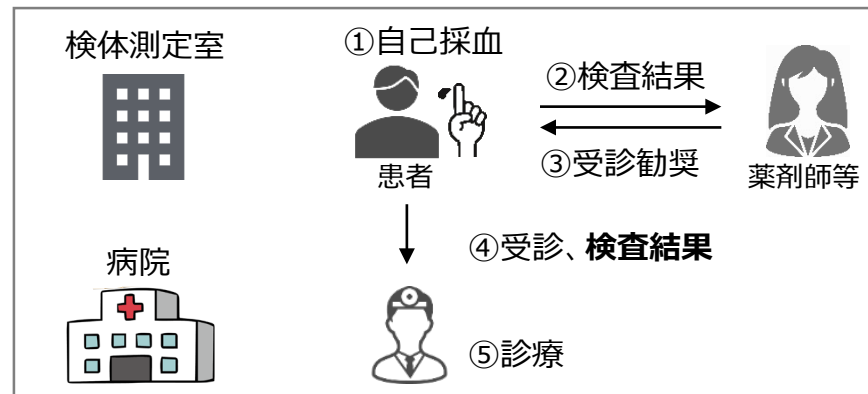 検体測定室
①自己採血
②検査結果
③受診勧奨
患者
薬剤師等
④受診、検査結果
病院
⑤診療